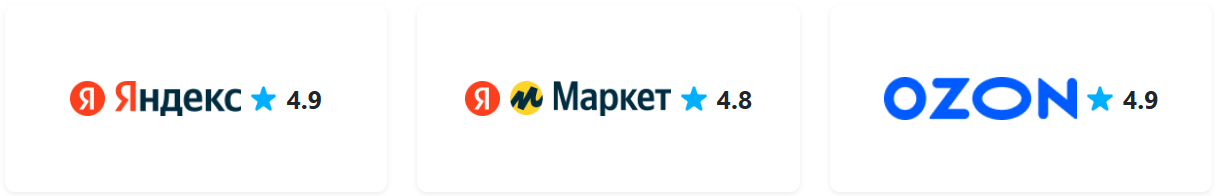 Я Яндекс 4.9
Я М Маркет 4.8
OZON 4.9